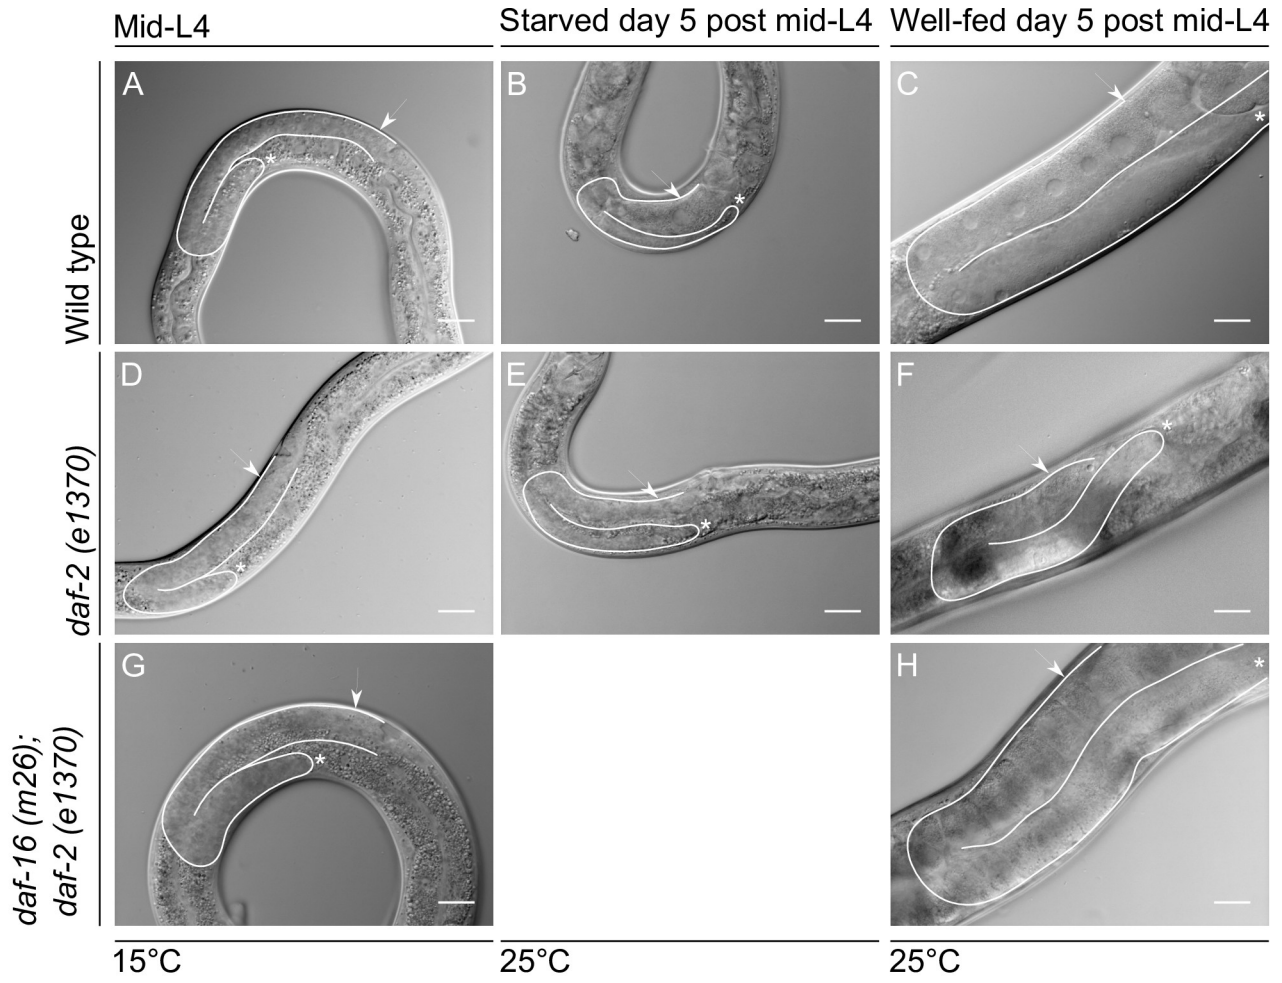 Mid-L4
Starved day 5 post mid-L4
Well-fed day 5 post mid-L4
Wild type
A
*
B
*
C
*
daf-2 (e1370)
D
*
E
*
F
*
daf-16 (m26);
daf-2 (e1370)
G
*
H
*
15°C
25°C
25°C